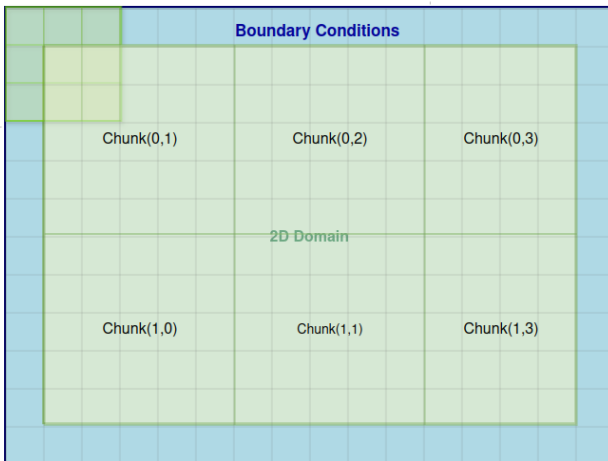 Boundary Conditions
Chunk(0,1) Chunk(0,2) Chunk(0,3)
2D Domain
Chunk(1,0) Chunk(1,1) Chunk(1,3)